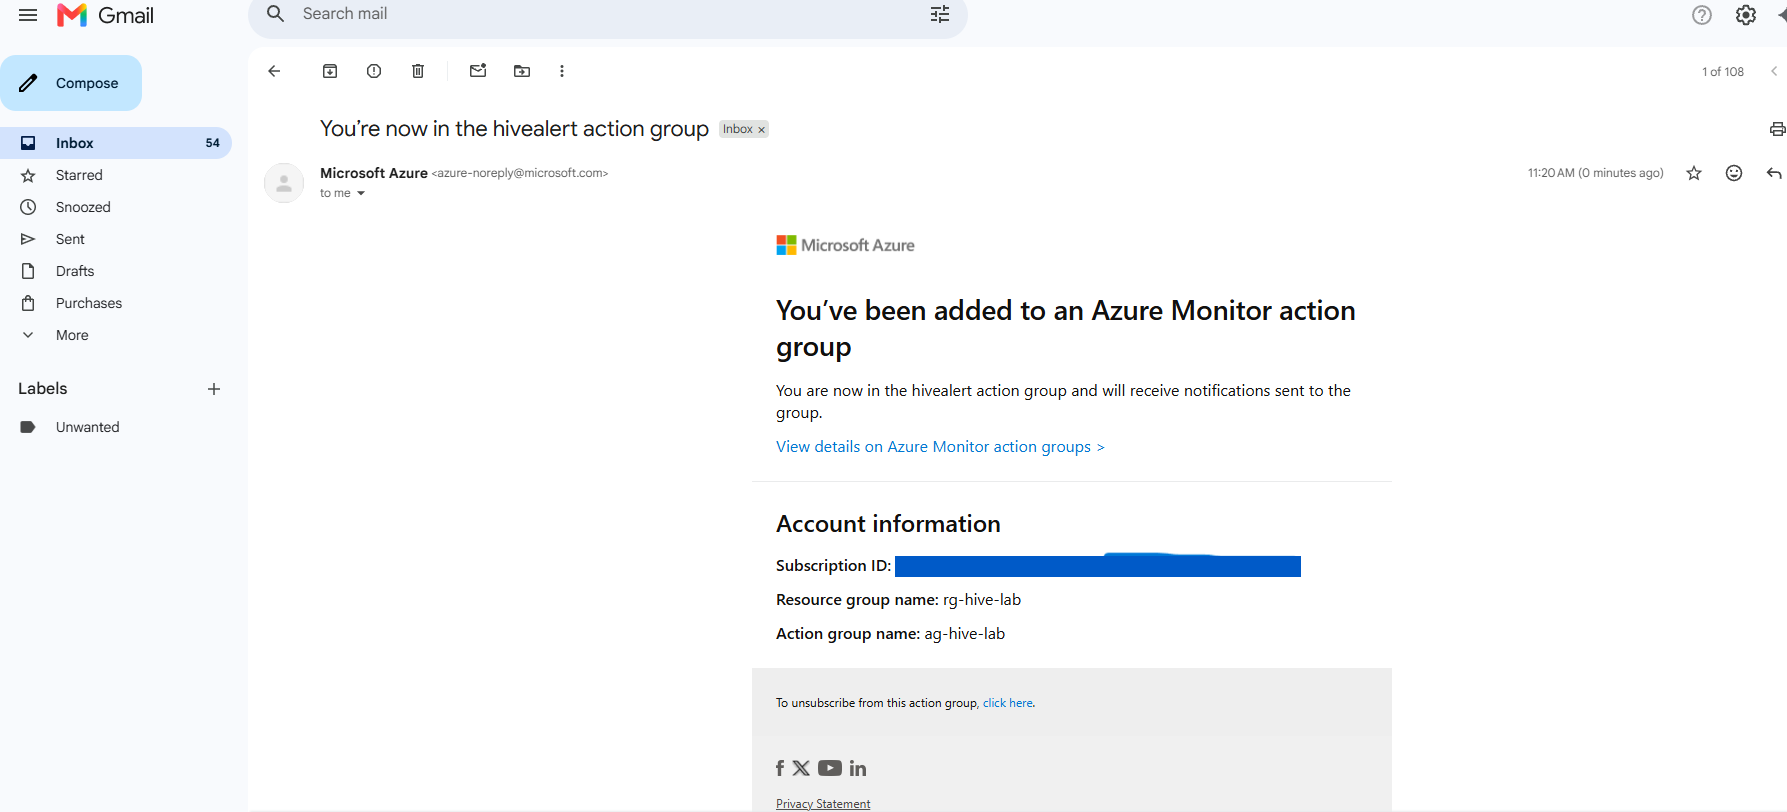 Gmail
Search mail
Compose
1 of 108
You’re now in the hivealert action group Inbox ×
Inbox 54
Microsoft Azure <azure-noreply@microsoft.com> 11:20 AM (0 minutes ago)
Starred
to me
Snoozed
Sent
Drafts
Purchases
More
Labels
Unwanted
Microsoft Azure
You’ve been added to an Azure Monitor action
group
You are now in the hivealert action group and will receive notifications sent to the
group.
View details on Azure Monitor action groups >
Account information
Subscription ID:
Resource group name: rg-hive-lab
Action group name: ag-hive-lab
To unsubscribe from this action group, click here.
Privacy Statement